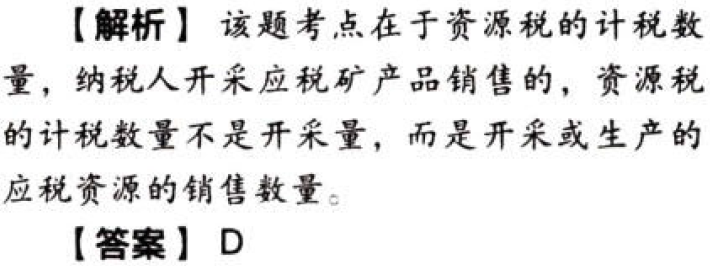 【解析】 该题考点在于资源税的计税数
量，纳税人开采应税矿产品销售的，资源税
的计税数量不是开采量，而是开采或生产的
应税资源的销售数量。
【答案】 D